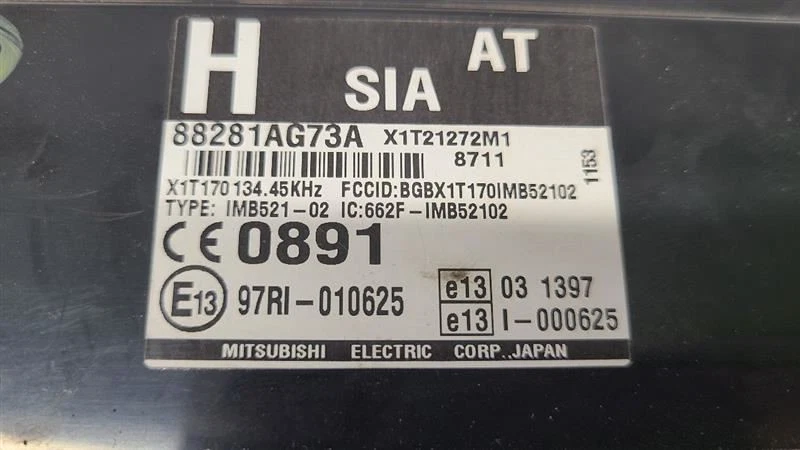 H SIA AT
88281AG73A X1T21272M1
8711
1153
X1T170 134.45KHz FCCID:BGBX1T170IMB52102
TYPE: IMB521-02 IC:662F-IMB52102
CE 0891
E13 97RI-010625 e13 03 1397
e13 I-000625
MITSUBISHI ELECTRIC CORP. JAPAN